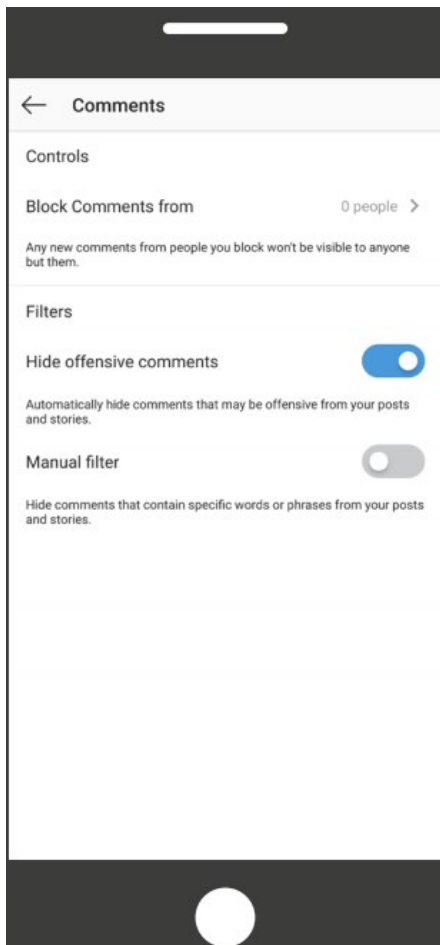 Comments
Controls
Block Comments from 0 people
Any new comments from people you block won't be visible to anyone
but them.
Filters
Hide offensive comments
Automatically hide comments that may be offensive from your posts
and stories.
Manual filter
Hide comments that contain specific words or phrases from your posts
and stories.